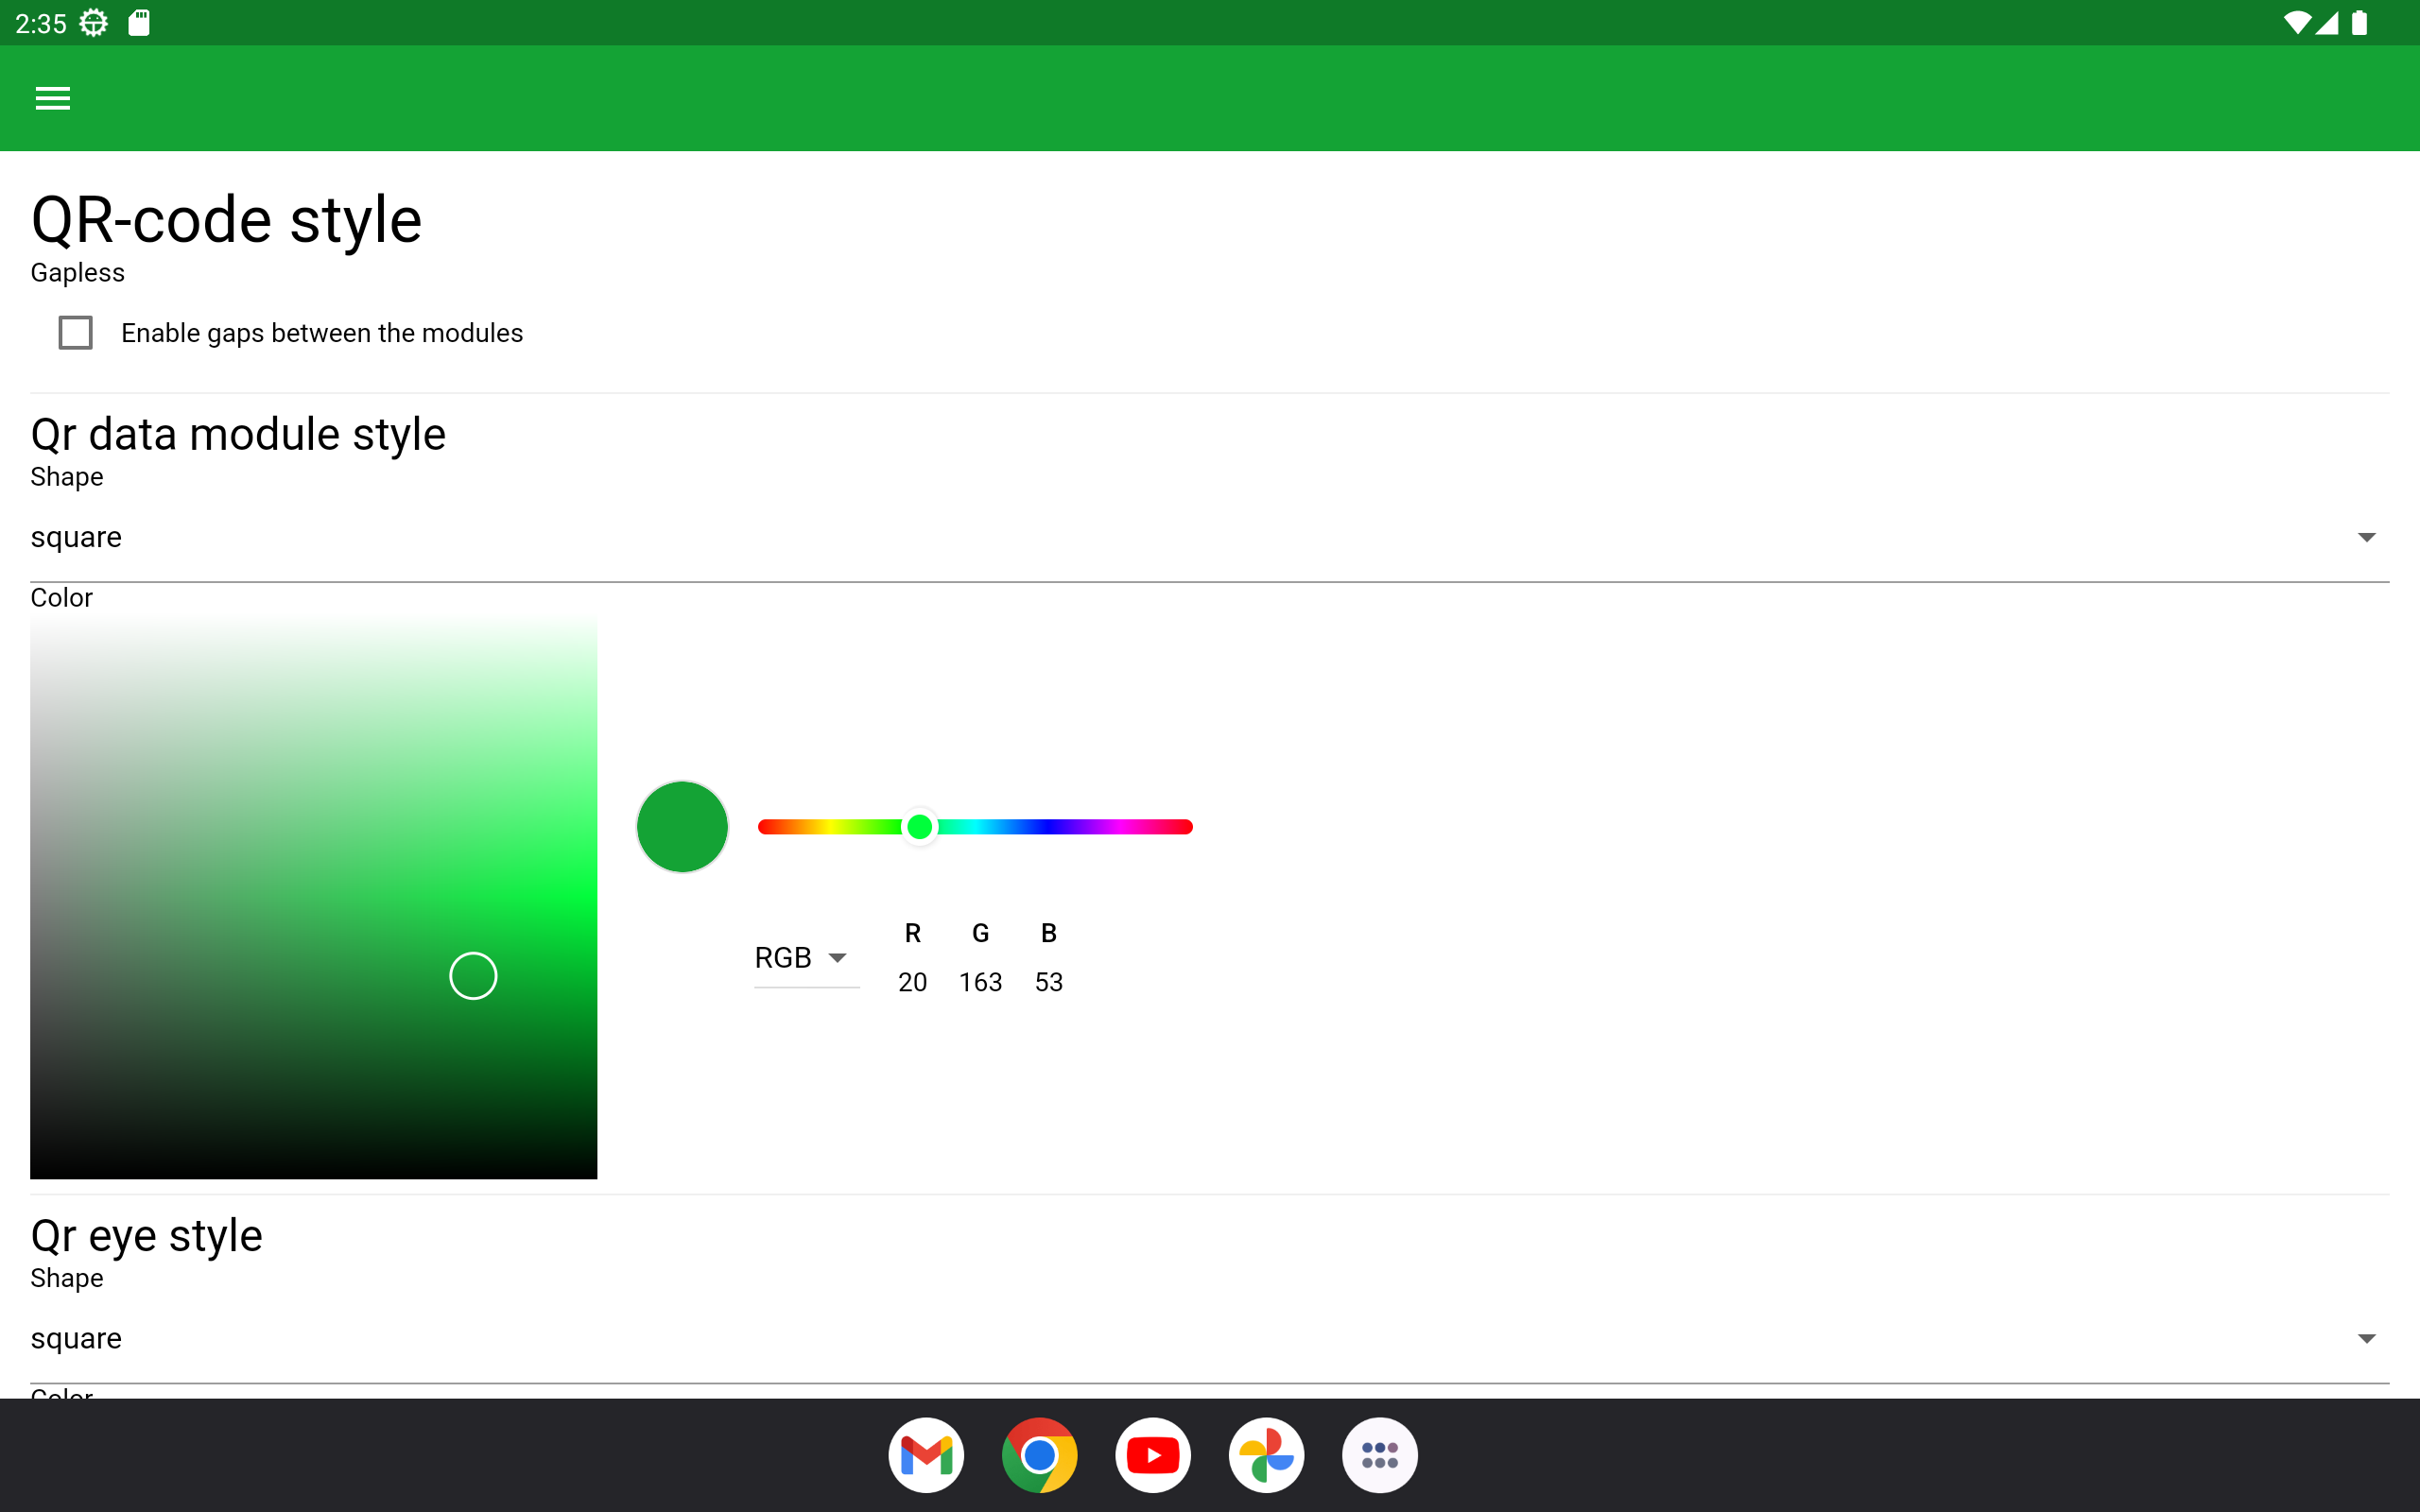 2:35
QR-code style
Gapless
Enable gaps between the modules
Qr data module style
Shape
square
Color
RGB
R G B
20 163 53
Qr eye style
Shape
square
Color